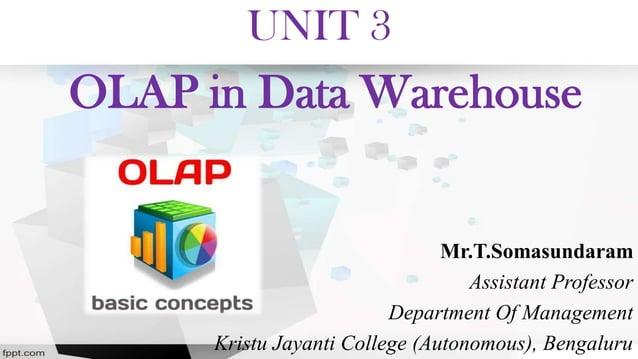 UNIT 3
OLAP in Data Warehouse
OLAP
basic concepts
Mr.T.Somasundaram
Assistant Professor
Department Of Management
Kristu Jayanti College (Autonomous), Bengaluru
fppt.com